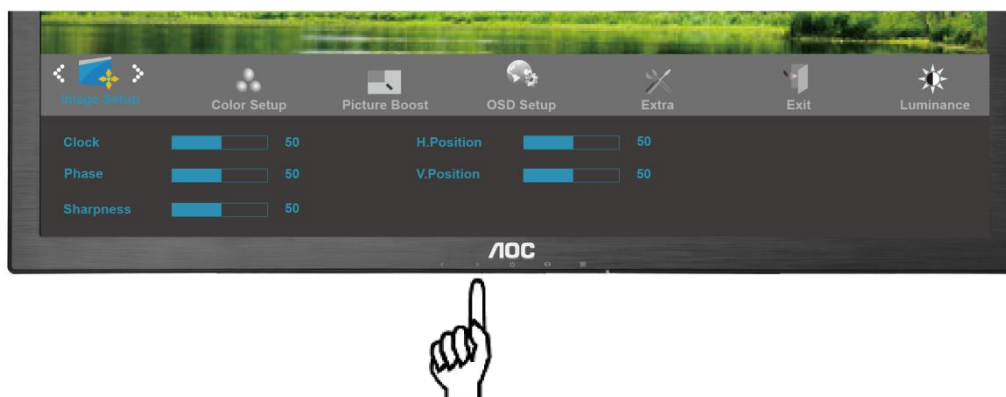 Image Setup
Color Setup
Picture Boost
OSD Setup
Extra
Exit
Luminance
Clock 50 H.Position 50
Phase 50 V.Position 50
Sharpness 50
AOC